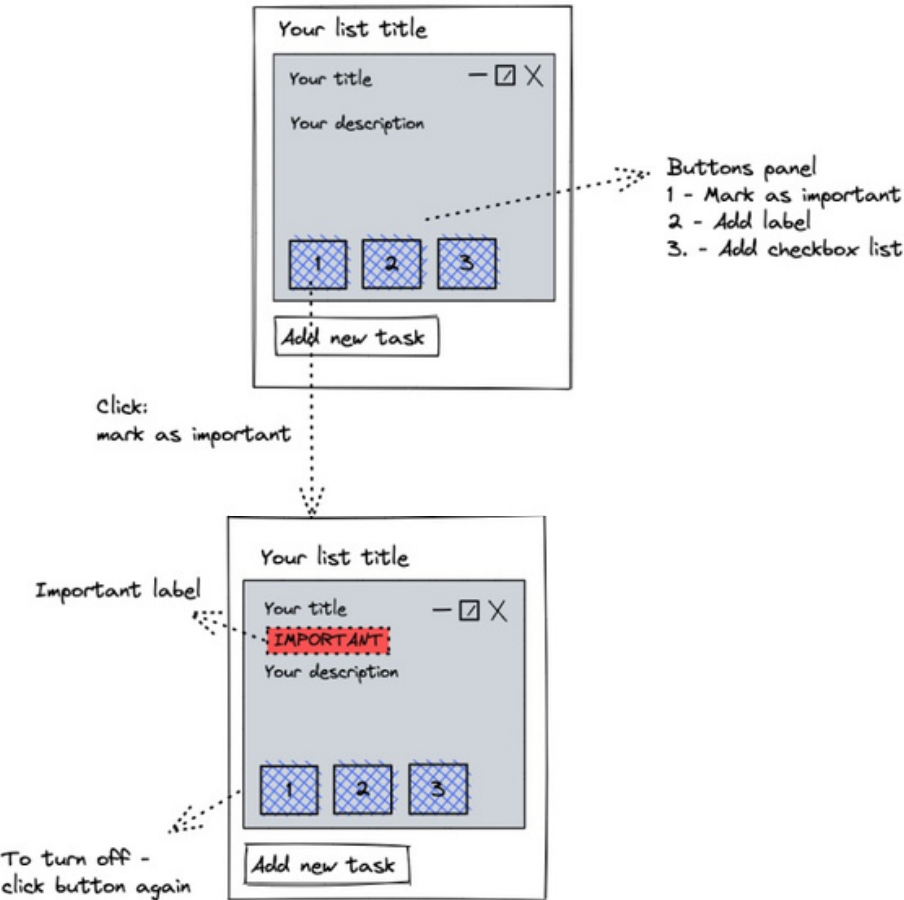 Your list title
Your title
Your description
1 2 3
Add new task
Buttons panel
1 - Mark as important
2 - Add label
3. - Add checkbox list
Click:
mark as important
Your list title
Important label
Your title
IMPORTANT
Your description
1 2 3
Add new task
To turn off -
click button again